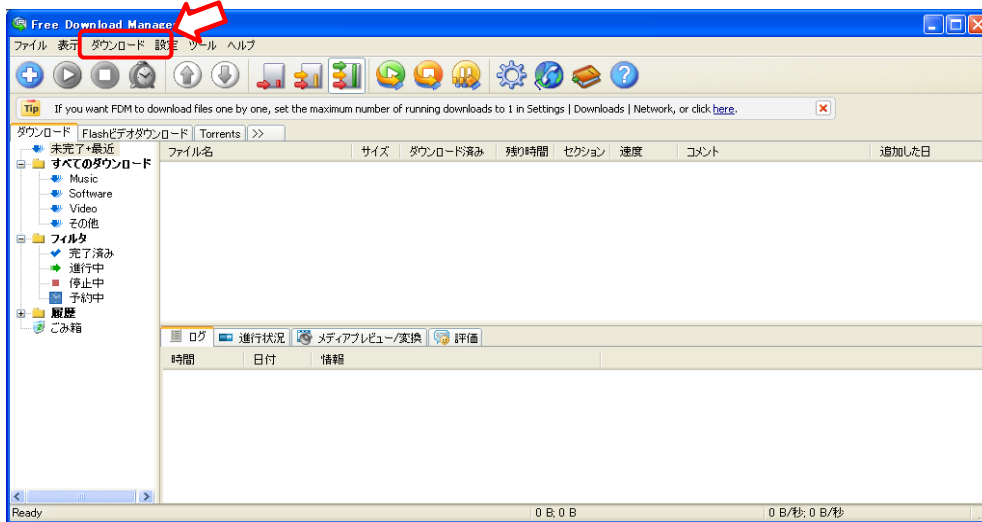 Free Download Manager
ファイル 表示 ダウンロード 設定 ツール ヘルプ
Tip If you want FDM to download files one by one, set the maximum number of running downloads to 1 in Settings | Downloads | Network, or click here.
ダウンロード Flashビデオダウンロード Torrents >>
未完了+最近
すべてのダウンロード
Music
Software
Video
その他
フィルタ
完了済み
進行中
停止中
予約中
履歴
ごみ箱
ファイル名 サイズ ダウンロード済み 残り時間 セクション 速度 コメント 追加した日
ログ 進行状況 メディアプレビュー/変換 評価
時間 日付 情報
Ready 0 B; 0 B 0 B/秒; 0 B/秒